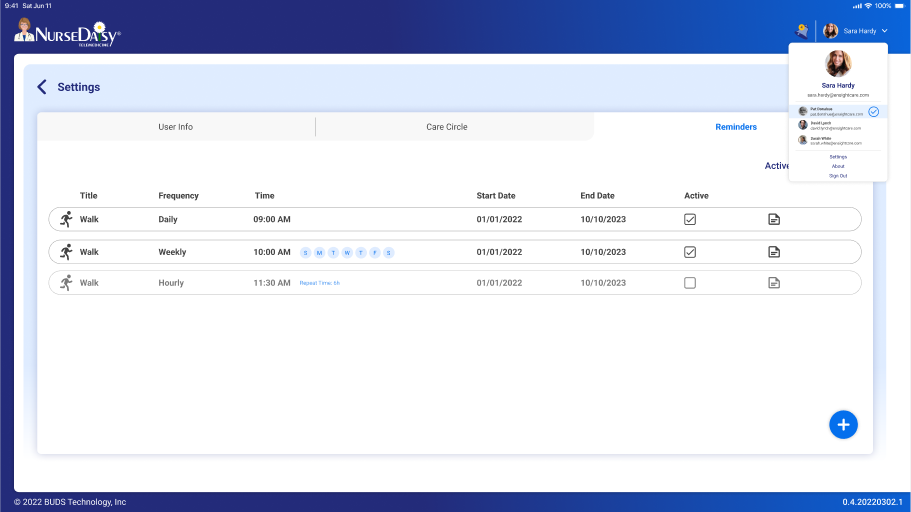 9:41 Sat Jun 11
100%
NURSEDAISY®
TELEMEDICINE
Sara Hardy
Sara Hardy
sara.hardy@ensightcare.com
Pat Donahue
pat.donahue@ensightcare.com
David Lynch
david.lynch@ensightcare.com
Sarah White
sarah.white@ensightcare.com
Settings
About
Sign Out
Settings
User Info
Care Circle
Reminders
Active
Title Frequency Time Start Date End Date Active
Walk Daily 09:00 AM 01/01/2022 10/10/2023
Walk Weekly 10:00 AM S M T W T F S 01/01/2022 10/10/2023
Walk Hourly 11:30 AM Repeat Time: 6h 01/01/2022 10/10/2023
© 2022 BUDS Technology, Inc
0.4.20220302.1